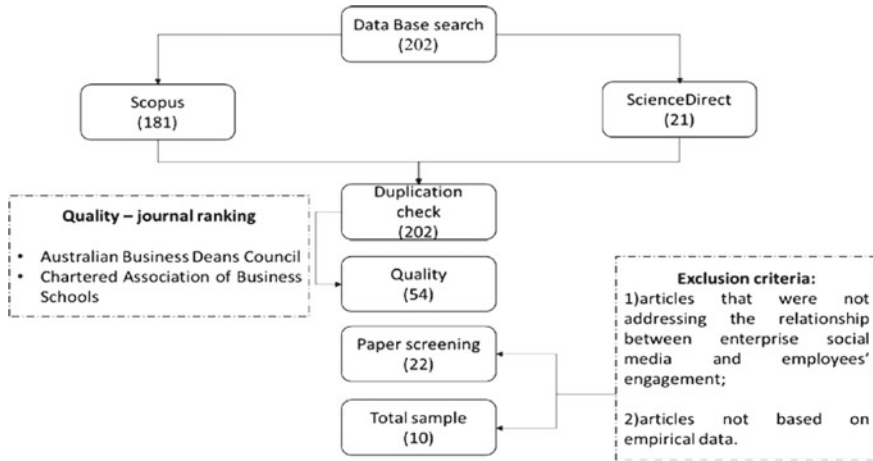 Data Base search
(202)
Scopus
(181)
ScienceDirect
(21)
Duplication
check
(202)
Quality – journal ranking
• Australian Business Deans Council
• Chartered Association of Business
Schools
Quality
(54)
Exclusion criteria:
1)articles that were not
addressing the relationship
between enterprise social
media and employees'
engagement;
2)articles not based on
empirical data.
Paper screening
(22)
Total sample
(10)